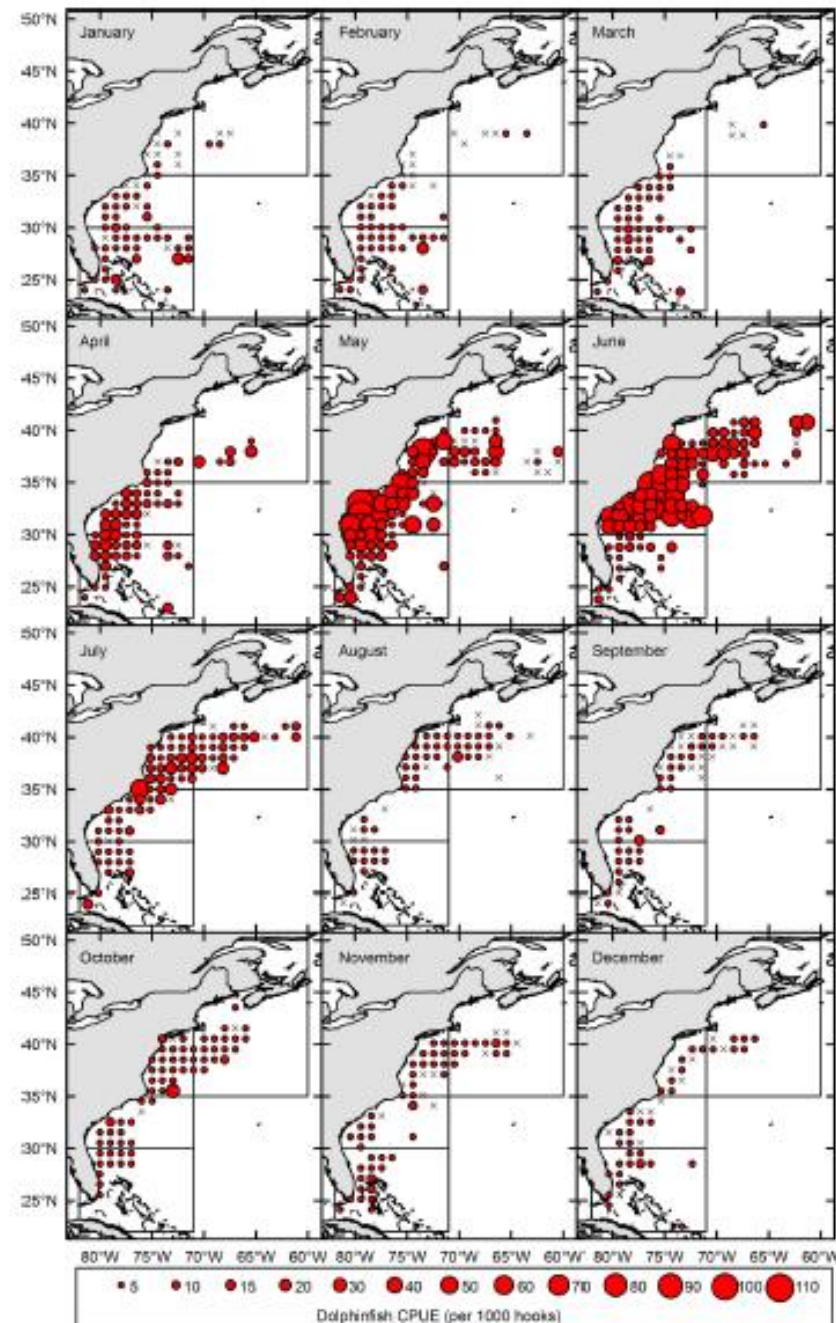 50°N January February March
45°N
40°N
35°N
30°N
25°N
50°N April May June
45°N
40°N
35°N
30°N
25°N
50°N July August September
45°N
40°N
35°N
30°N
25°N
50°N October November December
45°N
40°N
35°N
30°N
25°N
80°W 75°W 70°W 65°W 60°W 80°W 75°W 70°W 65°W 60°W 80°W 75°W 70°W 65°W 60°W
5 10 15 20 30 40 50 60 70 80 90 100 110
Dolphinfish CPUE (per 1000 hooks)